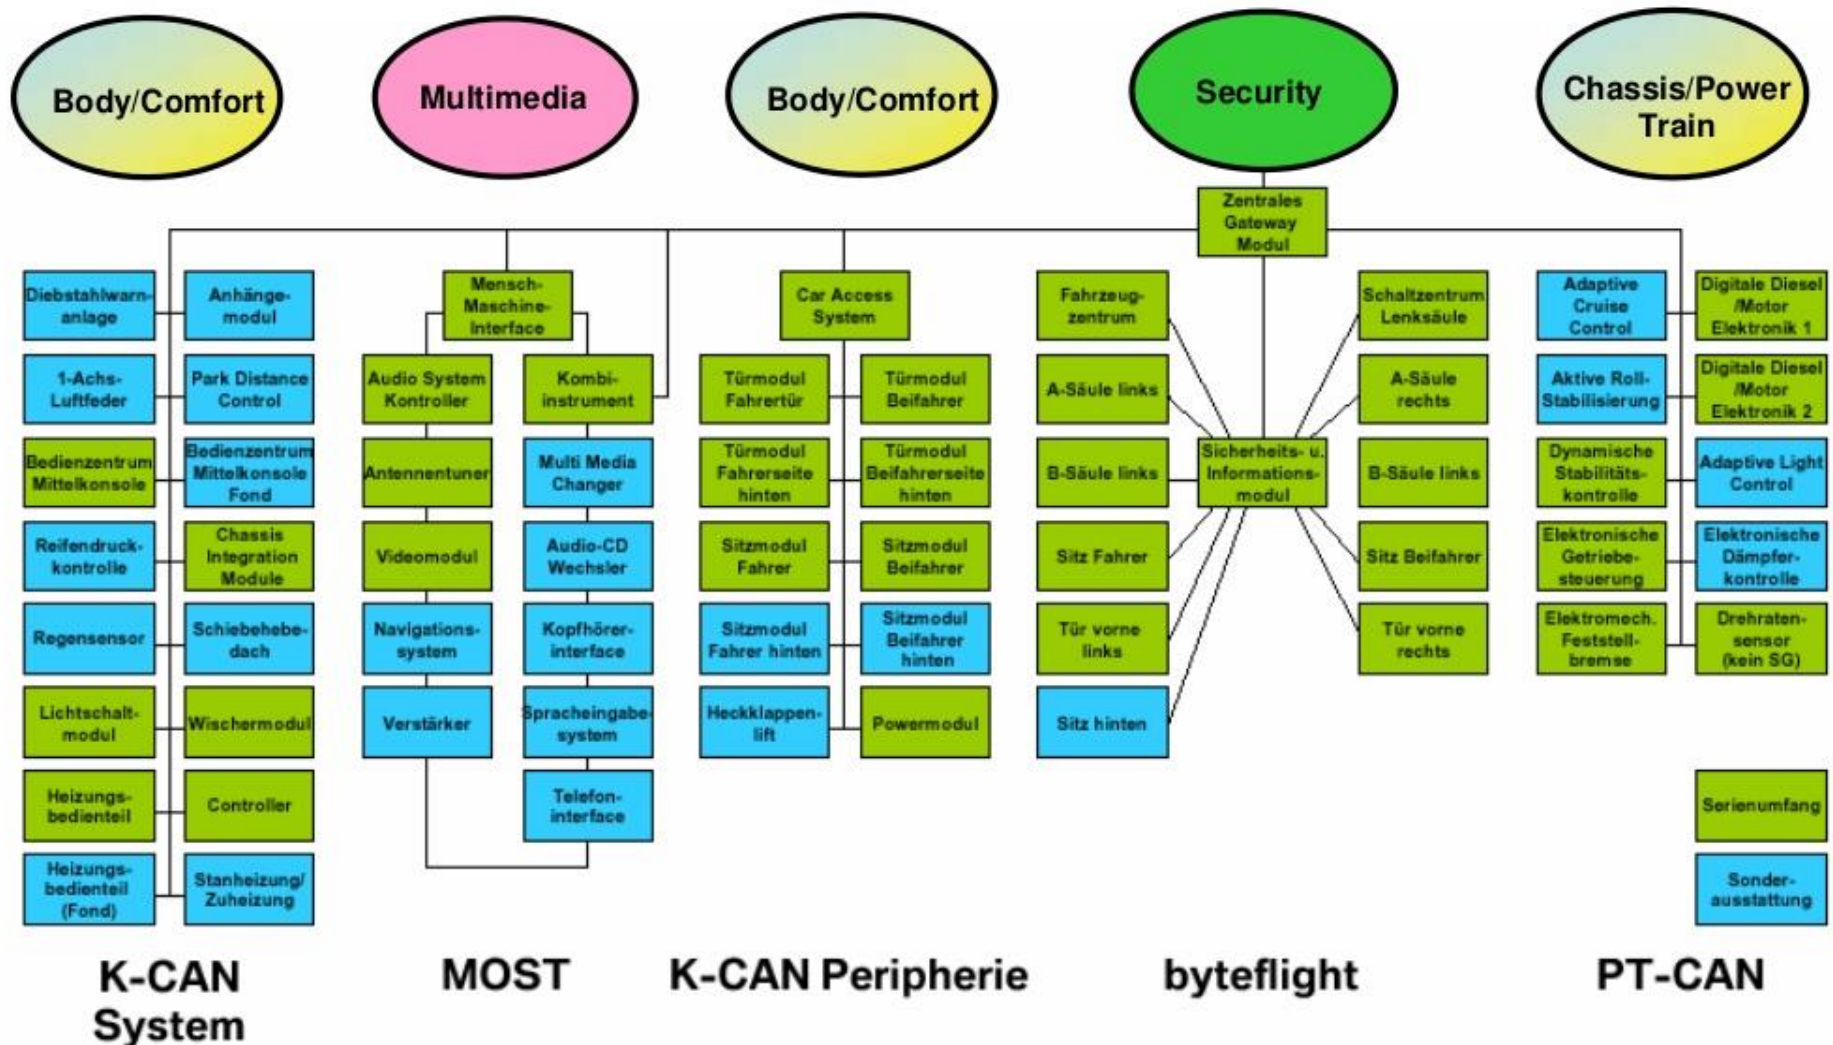 Body/Comfort
Multimedia
Body/Comfort
Security
Chassis/Power
Train
Zentrales
Gateway
Modul
Diebstahlwarn-
anlage
Anhänge-
modul
1-Achs-
Luftfeder
Park Distance
Control
Bedienzentrum
Mittelkonsole
Bedienzentrum
Mittelkonsole
Fond
Reifendruck-
kontrolle
Chassis
Integration
Module
Regensensor
Schiebehebe-
dach
Lichtschalt-
modul
Wischermodul
Heizungs-
bedienteil
Controller
Heizungs-
bedienteil
(Fond)
Stanheizung/
Zuheizung
K-CAN
System
Mensch-
Maschine-
Interface
Audio System
Kontroller
Kombi-
instrument
Antennentuner
Multi Media
Changer
Videomodul
Audio-CD
Wechsler
Navigations-
system
Kopfhörer-
interface
Verstärker
Spracheingabe-
system
Telefon-
interface
MOST
Car Access
System
Türmodul
Fahrertür
Türmodul
Beifahrer
Türmodul
Fahrerseite
hinten
Türmodul
Beifahrerseite
hinten
Sitzmodul
Fahrer
Sitzmodul
Beifahrer
Sitzmodul
Fahrer hinten
Sitzmodul
Beifahrer
hinten
Heckklappen-
lift
Powermodul
K-CAN Peripherie
Fahrzeug-
zentrum
Schaltzentrum
Lenksäule
A-Säule links
A-Säule
rechts
B-Säule links
Sicherheits- u.
Informations-
modul
B-Säule links
Sitz Fahrer
Sitz Beifahrer
Tür vorne
links
Tür vorne
rechts
Sitz hinten
byteflight
Adaptive
Cruise
Control
Digitale Diesel
/Motor
Elektronik 1
Aktive Roll-
Stabilisierung
Digitale Diesel
/Motor
Elektronik 2
Dynamische
Stabilitäts-
kontrolle
Adaptive Light
Control
Elektronische
Getriebe-
steuerung
Elektronische
Dämpfer-
kontrolle
Elektromech.
Feststell-
bremse
Drehraten-
sensor
(kein SG)
Serienumfang
Sonder-
ausstattung
PT-CAN